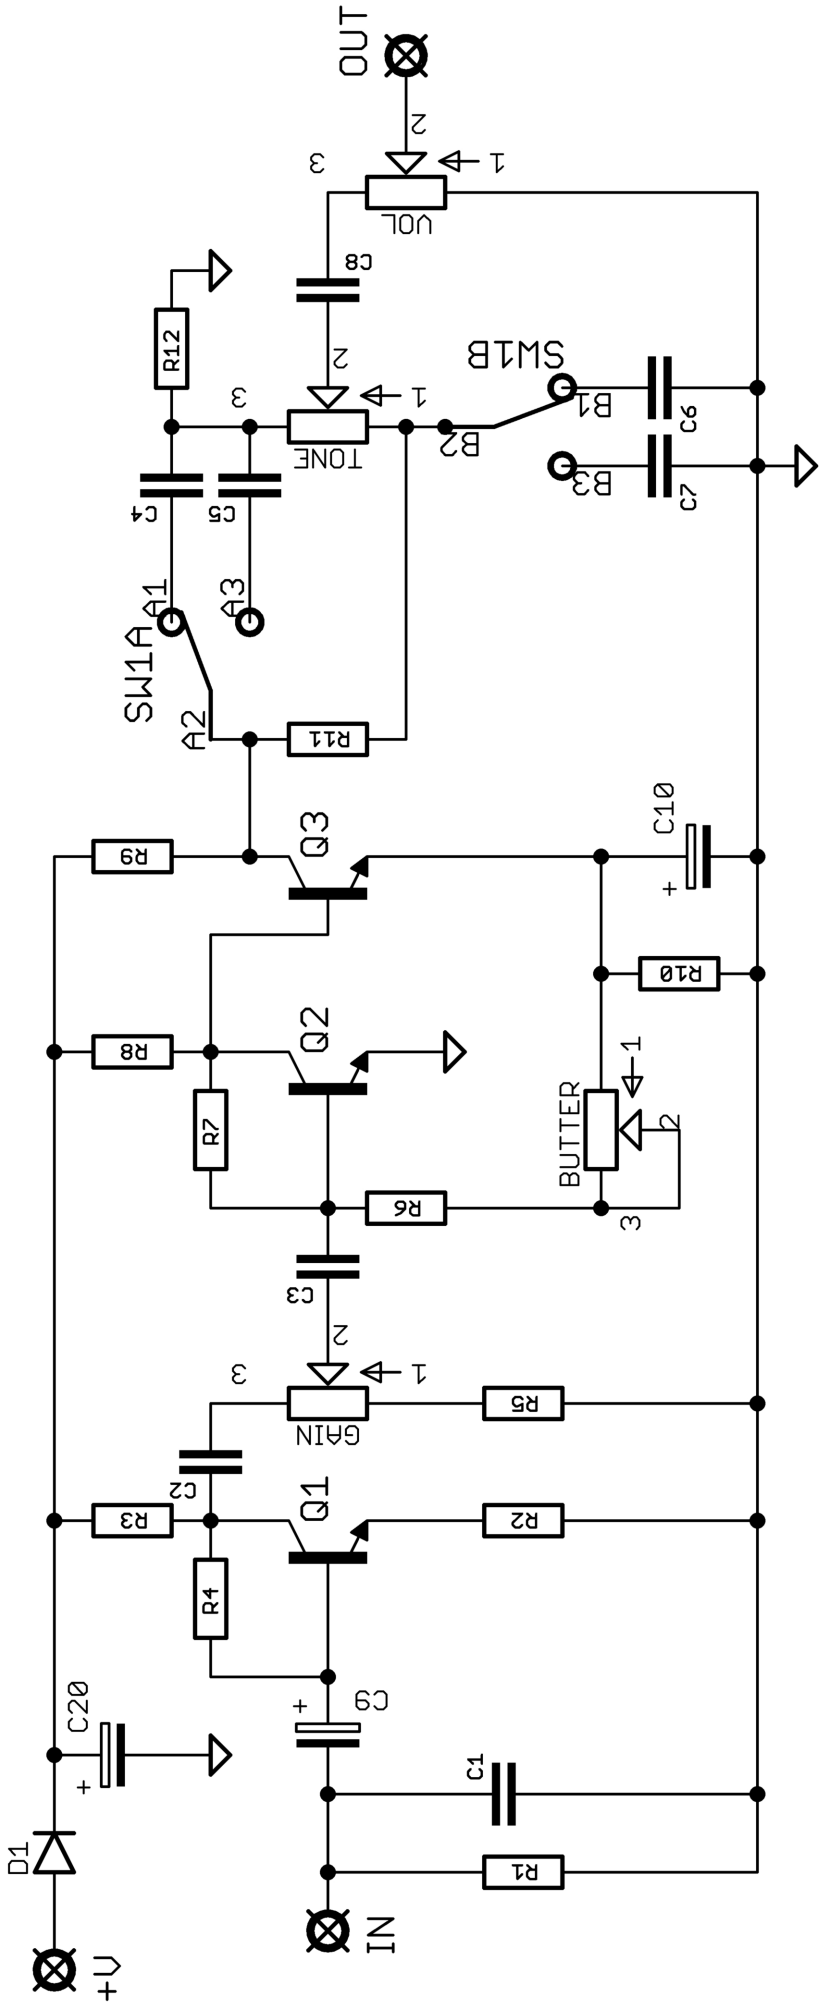 OUT
2
3
1
VOL
C8
R12
2
SW1B
3
1
TONE
B2
B1
C6
B3
C7
C4
C5
A1
A3
SW1A
A2
R11
R9
Q3
C10
+
R8
Q2
R10
1
R7
BUTTER
2
R6
3
C3
2
3
1
GAIN
R5
C2
Q1
R3
R2
R4
C20
+
+
C9
C1
D1
R1
IN
+V